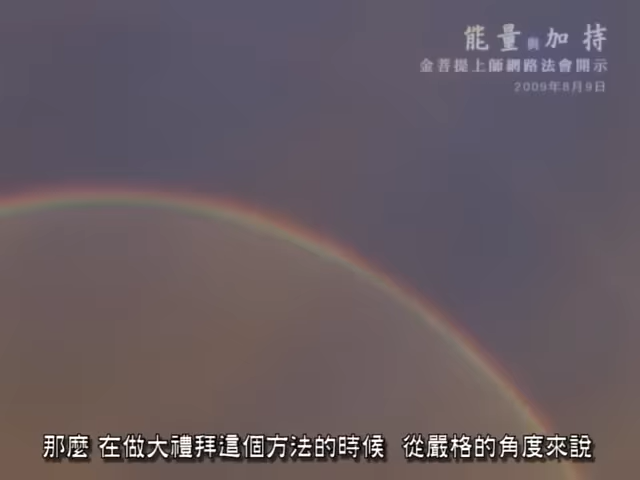 能量與加持
金菩提上師網路法會開示
2009年8月9日
那麼 在做大禮拜這個方法的時候 從嚴格的角度來說